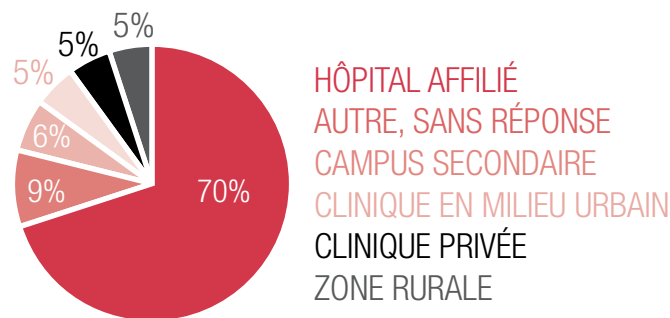 5%
5%
5%
6%
9%
70%
HÔPITAL AFFILIÉ
AUTRE, SANS RÉPONSE
CAMPUS SECONDAIRE
CLINIQUE EN MILIEU URBAIN
CLINIQUE PRIVÉE
ZONE RURALE